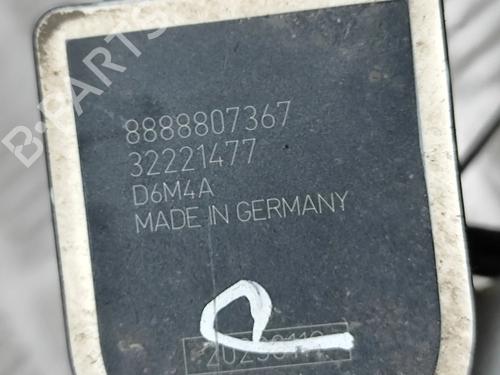 B-PARTS
8888807367
32221477
D6M4A
MADE IN GERMANY